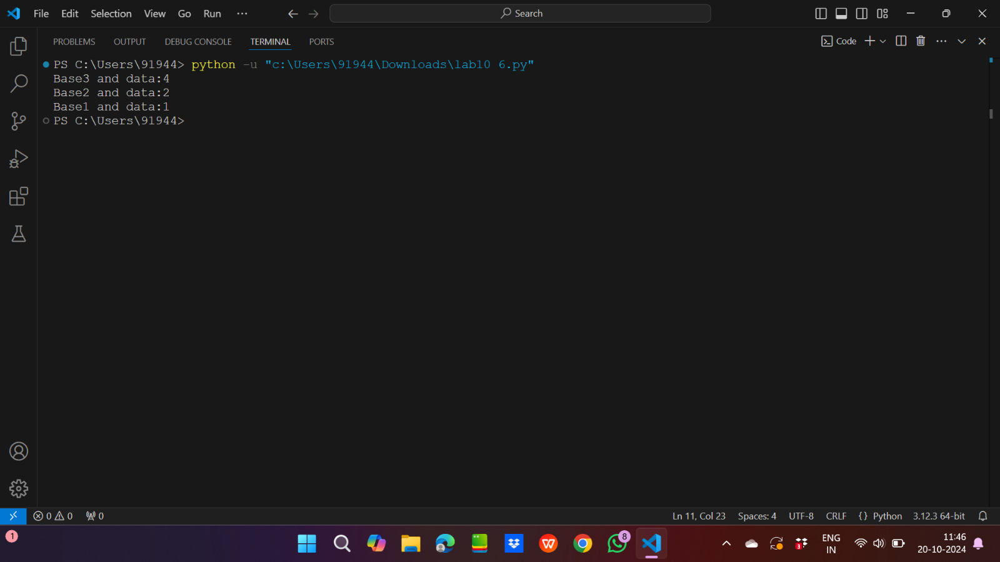 File Edit Selection View Go Run ... Search
PROBLEMS OUTPUT DEBUG CONSOLE TERMINAL PORTS Code
PS C:\Users\91944> python -u "c:\Users\91944\Downloads\lab10 6.py"
Base3 and data:4
Base2 and data:2
Base1 and data:1
PS C:\Users\91944>
0 0 0 Ln 11, Col 23 Spaces: 4 UTF-8 CRLF {} Python 3.12.3 64-bit
1 8 3 ENG 11:46
IN 20-10-2024